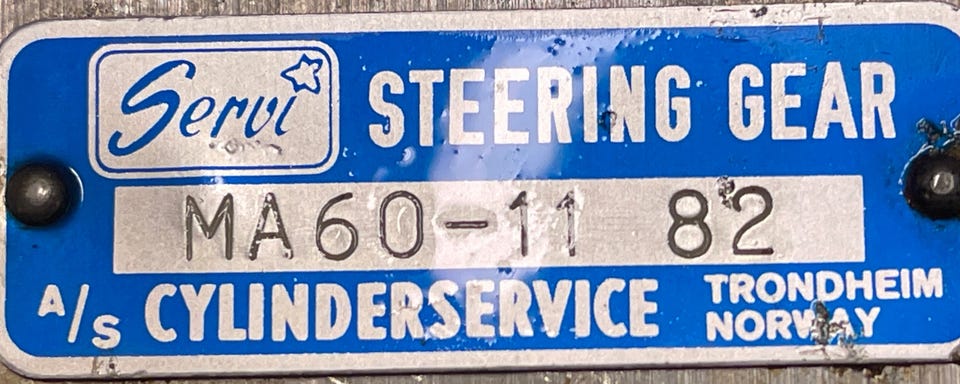 Servi STEERING GEAR
MA60-11 82
A/S CYLINDERSERVICE TRONDHEIM
NORWAY